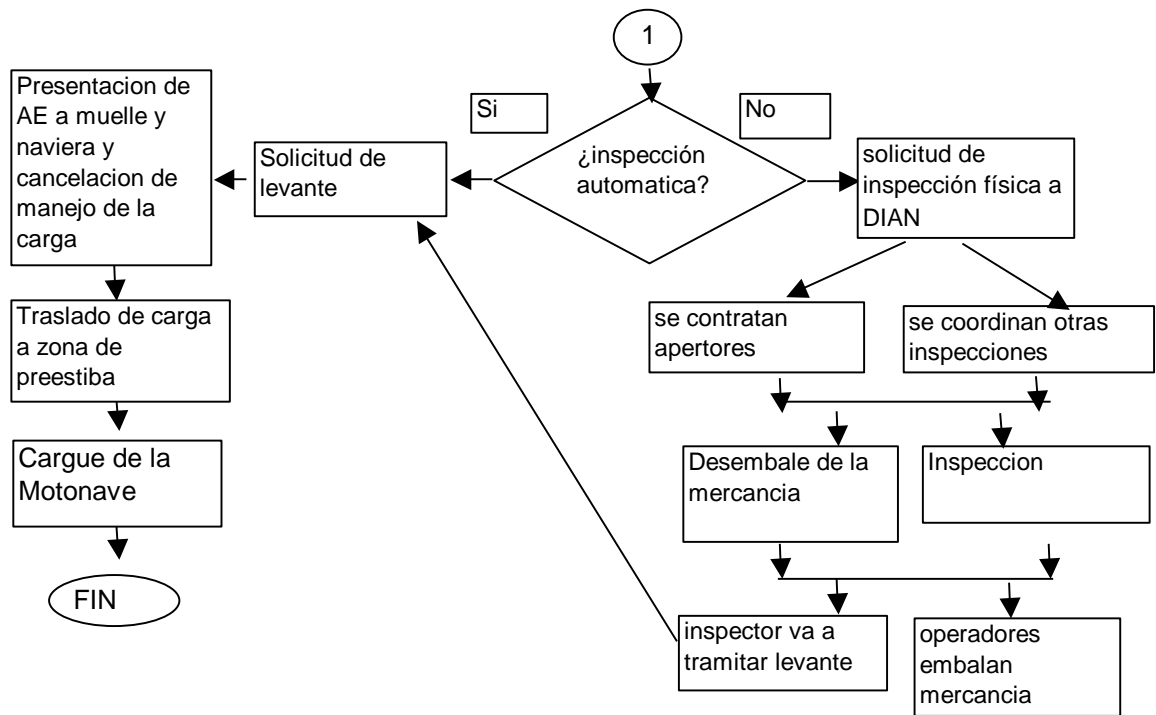 1
Presentacion de
AE a muelle y
naviera y
cancelacion de
manejo de la
carga
Si
No
Solicitud de
levante
¿inspección
automatica?
solicitud de
inspección física a
DIAN
Traslado de carga
a zona de
preestiba
se contratan
apertores
se coordinan otras
inspecciones
Cargue de la
Motonave
Desembale de la
mercancia
Inspeccion
FIN
inspector va a
tramitar levante
operadores
embalan
mercancia